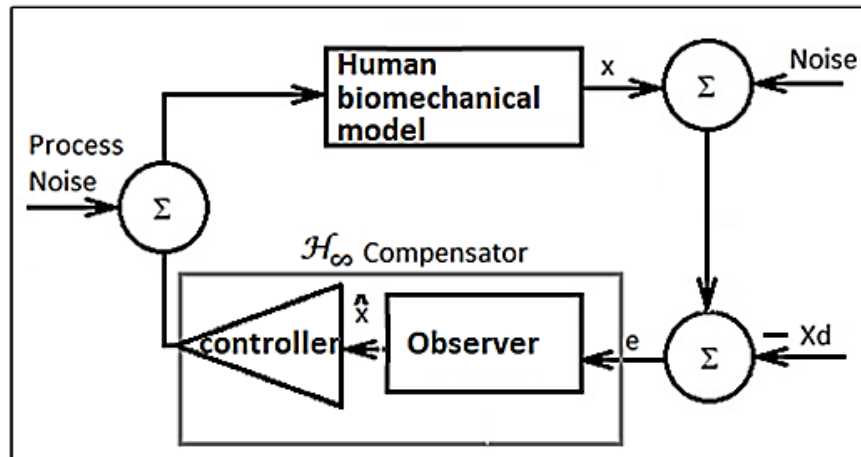 Human
biomechanical
model
x
Σ
Noise
Process
Noise
Σ
ℋ∞ Compensator
controller
x̂
Observer
e
Σ
− Xd